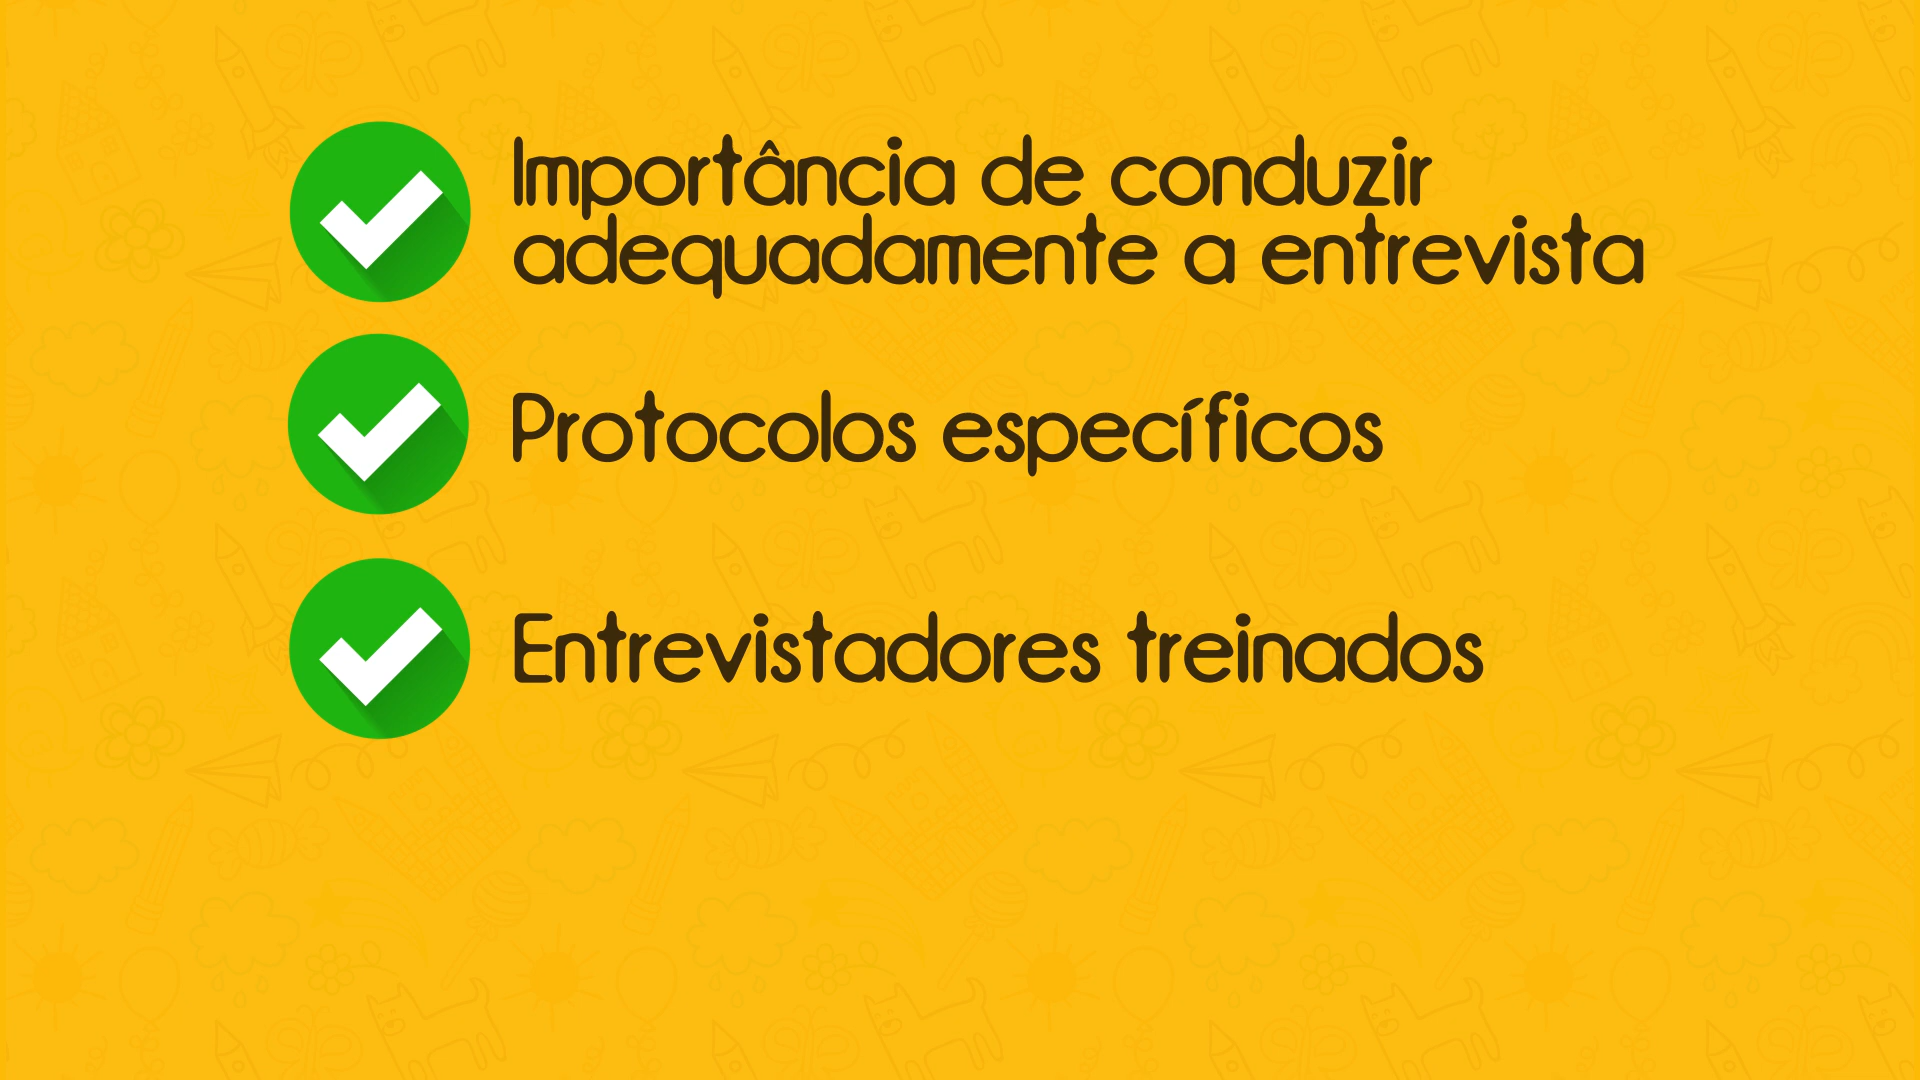 Importância de conduzir
adequadamente a entrevista
Protocolos específicos
Entrevistadores treinados